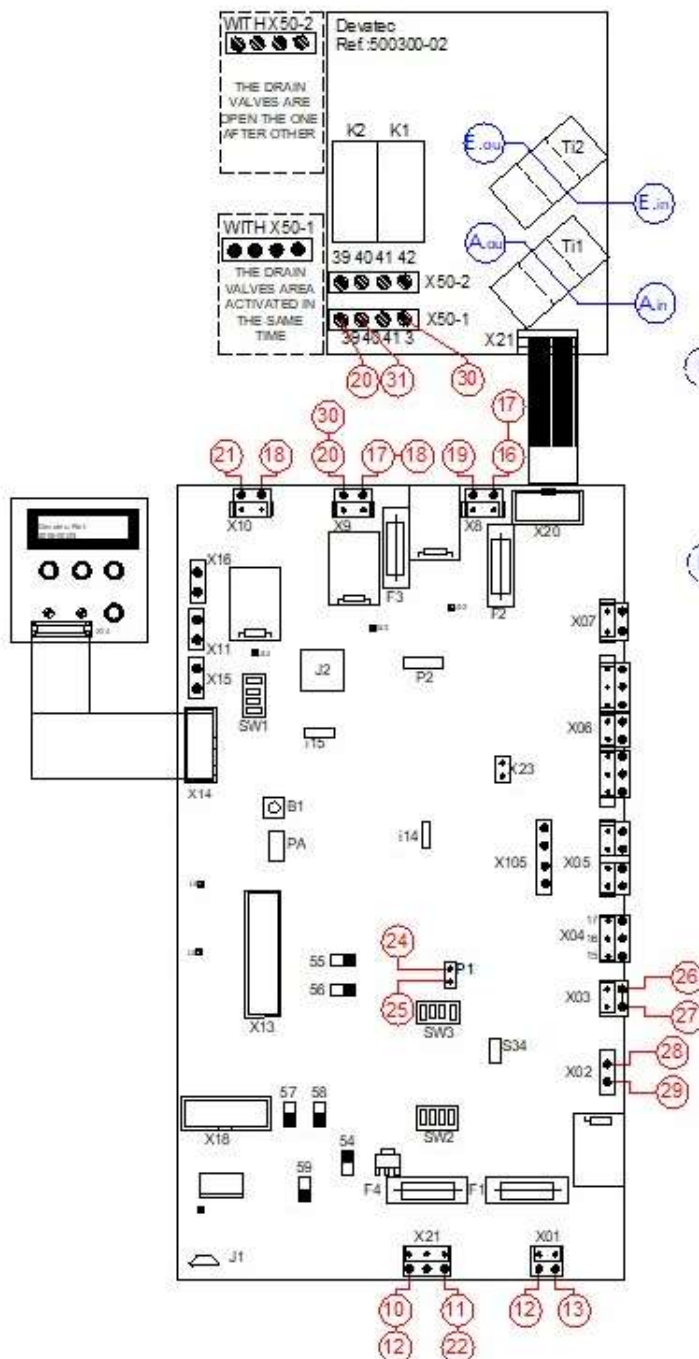 WITH X50-2
THE DRAIN
VALVES ARE
OPEN THE ONE
AFTER OTHER
WITH X50-1
THE DRAIN
VALVES AREA
ACTIVATED IN
THE SAME
TIME
Devatec
Ref.:500300-02
K2 K1
Ti2
E.ou
E.in
Ti1
A.ou
A.in
39 40 41 42
X50-2
X50-1
39 40 41 3
X21
20 31 30
17
30
21 18 20 17 18 19 16
X10 X9 X8 X20
X16
F3
F2
X07
X11
J2
P2
X15
SW1
X06
i15
X23
X14
B1
PA
i14
X105
X05
17
X04
16
15
24
P1
55
56
25
26
X03
27
X13
SW3
S34
28
X02
29
57 58
X18
SW2
54
59
F4 F1
X21 X01
J1
10 11 12 13
12 22